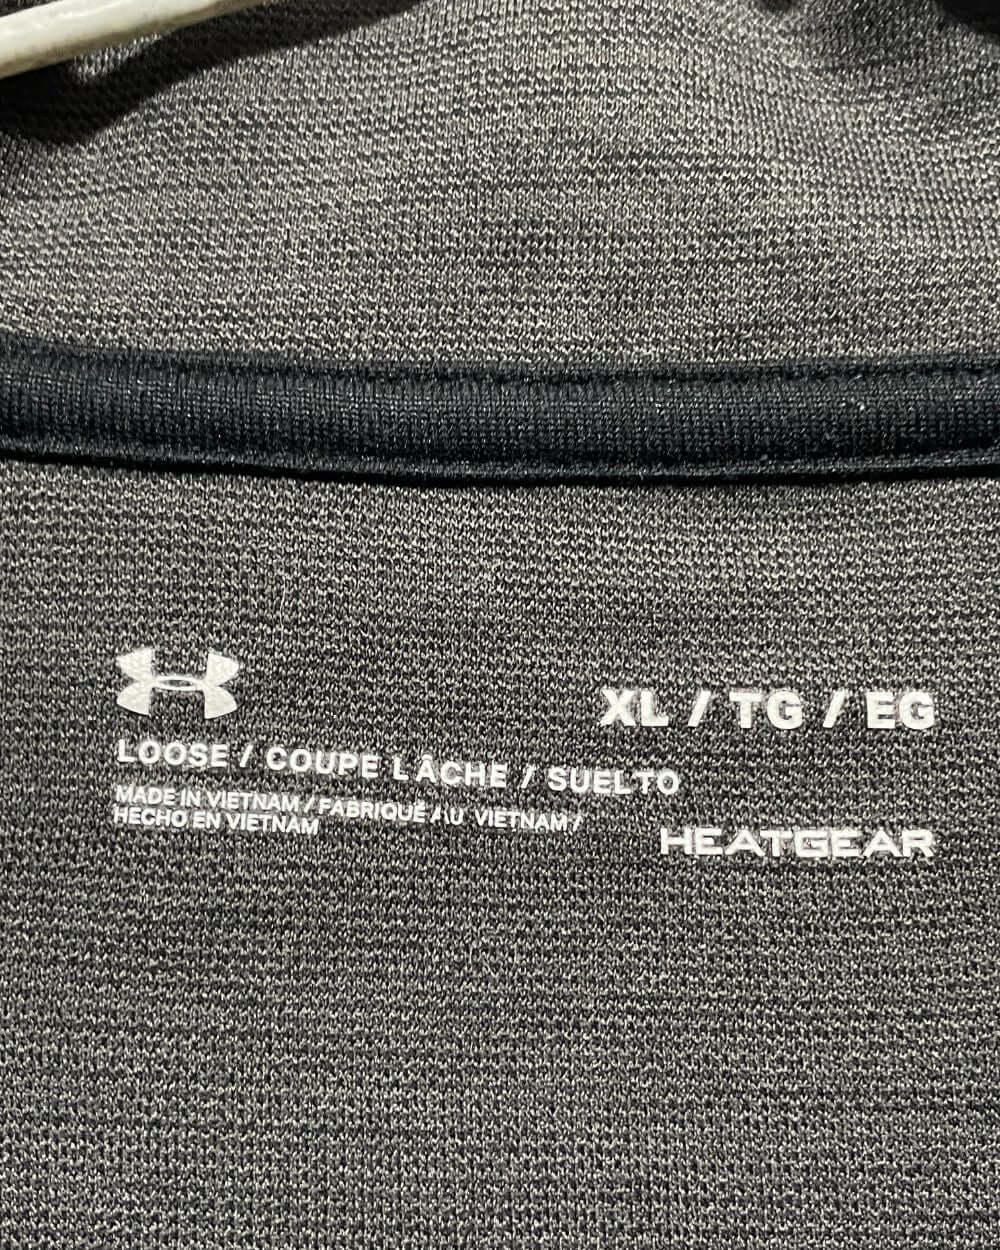 XL / TG / EG
LOOSE / COUPE LÂCHE / SUELTO
MADE IN VIETNAM / FABRIQUÉ AU VIETNAM /
HECHO EN VIETNAM
HEATGEAR